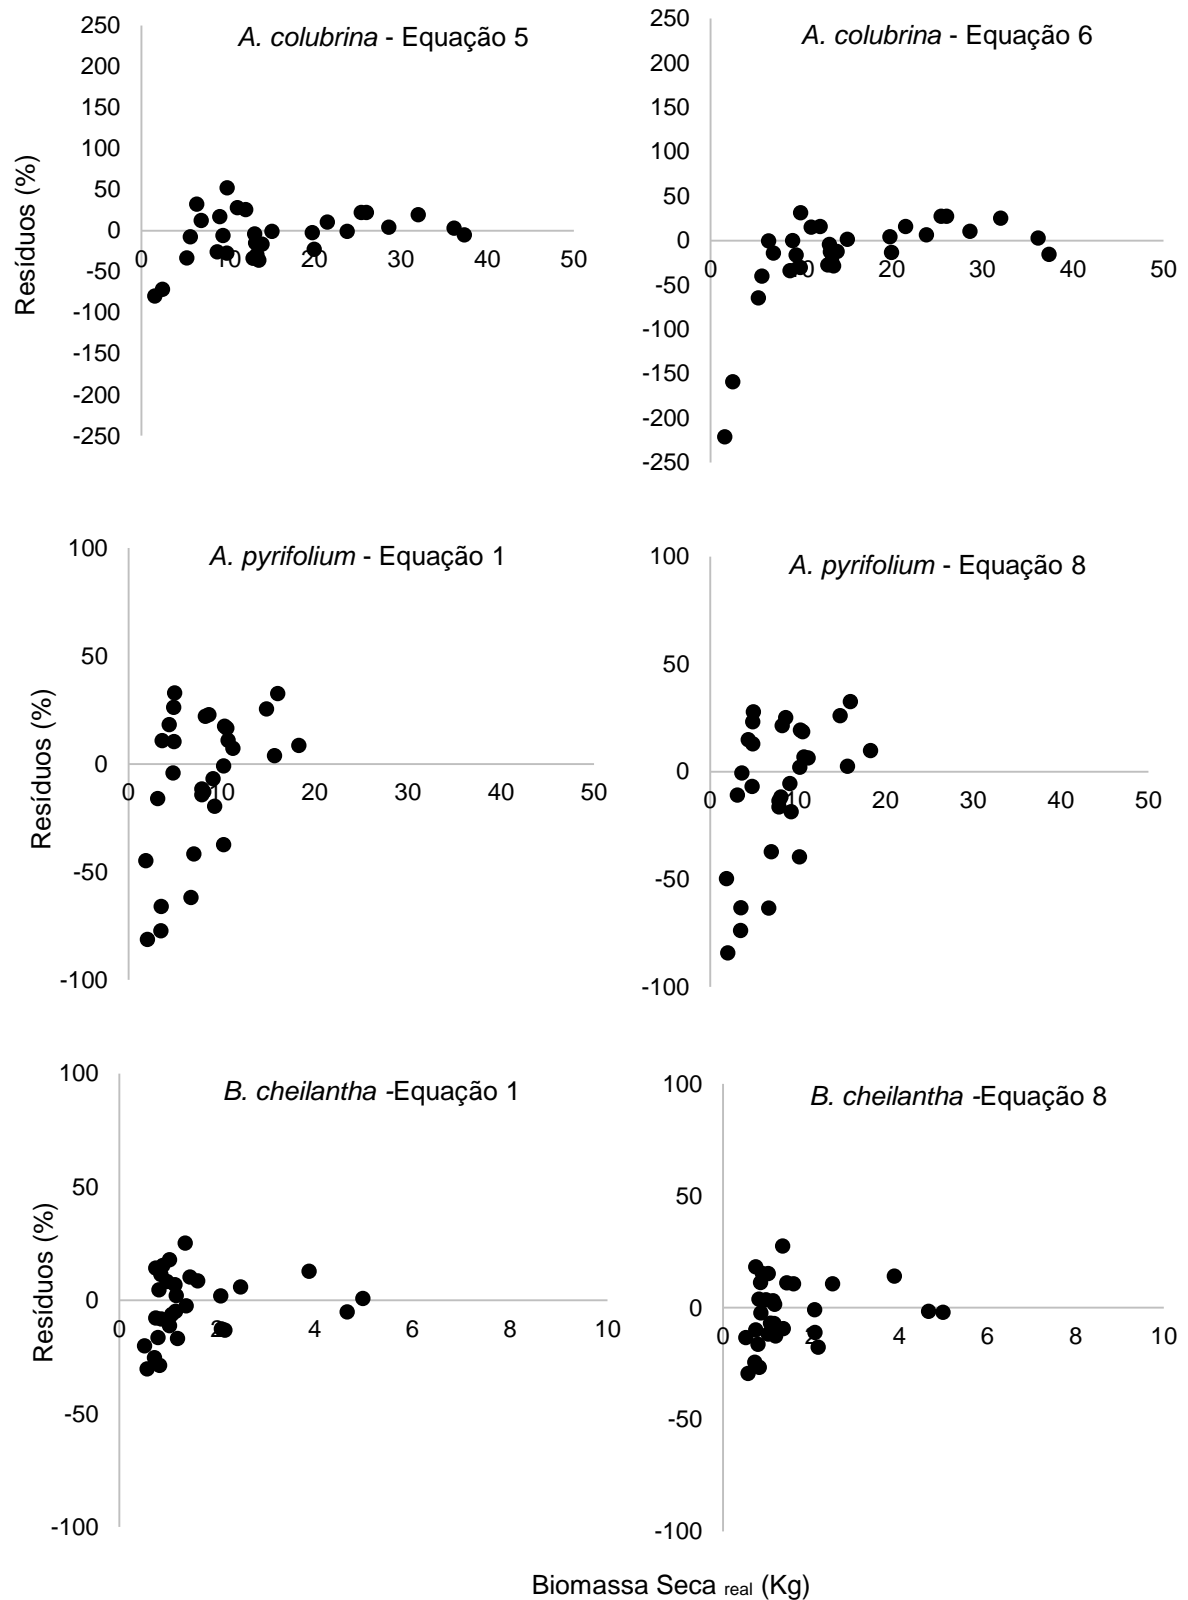 A. colubrina - Equação 5
250
200
150
100
50
0
-50
-100
-150
-200
-250
0 10 20 30 40 50
Resíduos (%)
A. colubrina - Equação 6
250
200
150
100
50
0
-50
-100
-150
-200
-250
0 10 20 30 40 50
A. pyrifolium - Equação 1
100
50
0
-50
-100
0 10 20 30 40 50
Resíduos (%)
A. pyrifolium - Equação 8
100
50
0
-50
-100
0 10 20 30 40 50
B. cheilantha -Equação 1
100
50
0
-50
-100
0 2 4 6 8 10
Resíduos (%)
B. cheilantha -Equação 8
100
50
0
-50
-100
0 2 4 6 8 10
Biomassa Seca real (Kg)